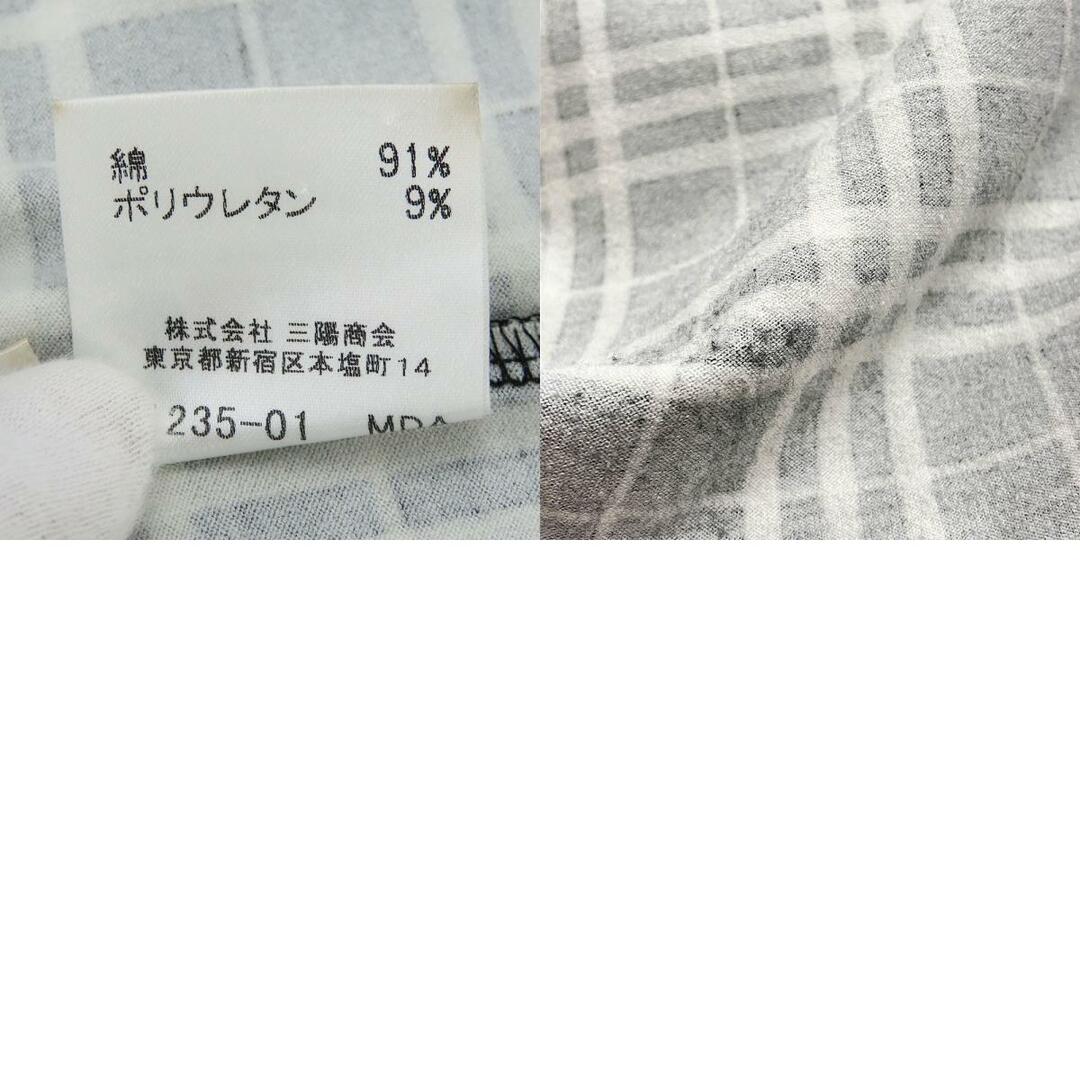 綿 91%
ポリウレタン 9%
株式会社 三陽商会
東京都新宿区本塩町14
235-01